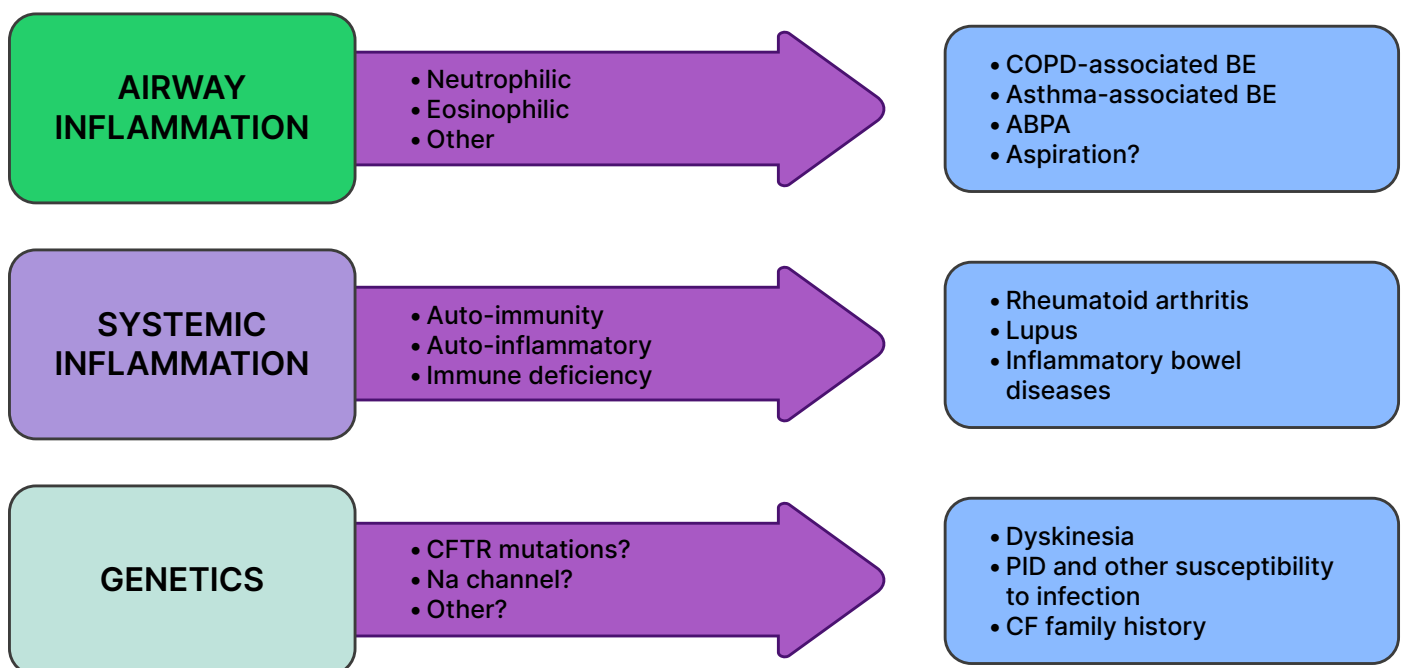 AIRWAY
INFLAMMATION
• Neutrophilic
• Eosinophilic
• Other
• COPD-associated BE
• Asthma-associated BE
• ABPA
• Aspiration?
SYSTEMIC
INFLAMMATION
• Auto-immunity
• Auto-inflammatory
• Immune deficiency
• Rheumatoid arthritis
• Lupus
• Inflammatory bowel
diseases
GENETICS
• CFTR mutations?
• Na channel?
• Other?
• Dyskinesia
• PID and other susceptibility
to infection
• CF family history